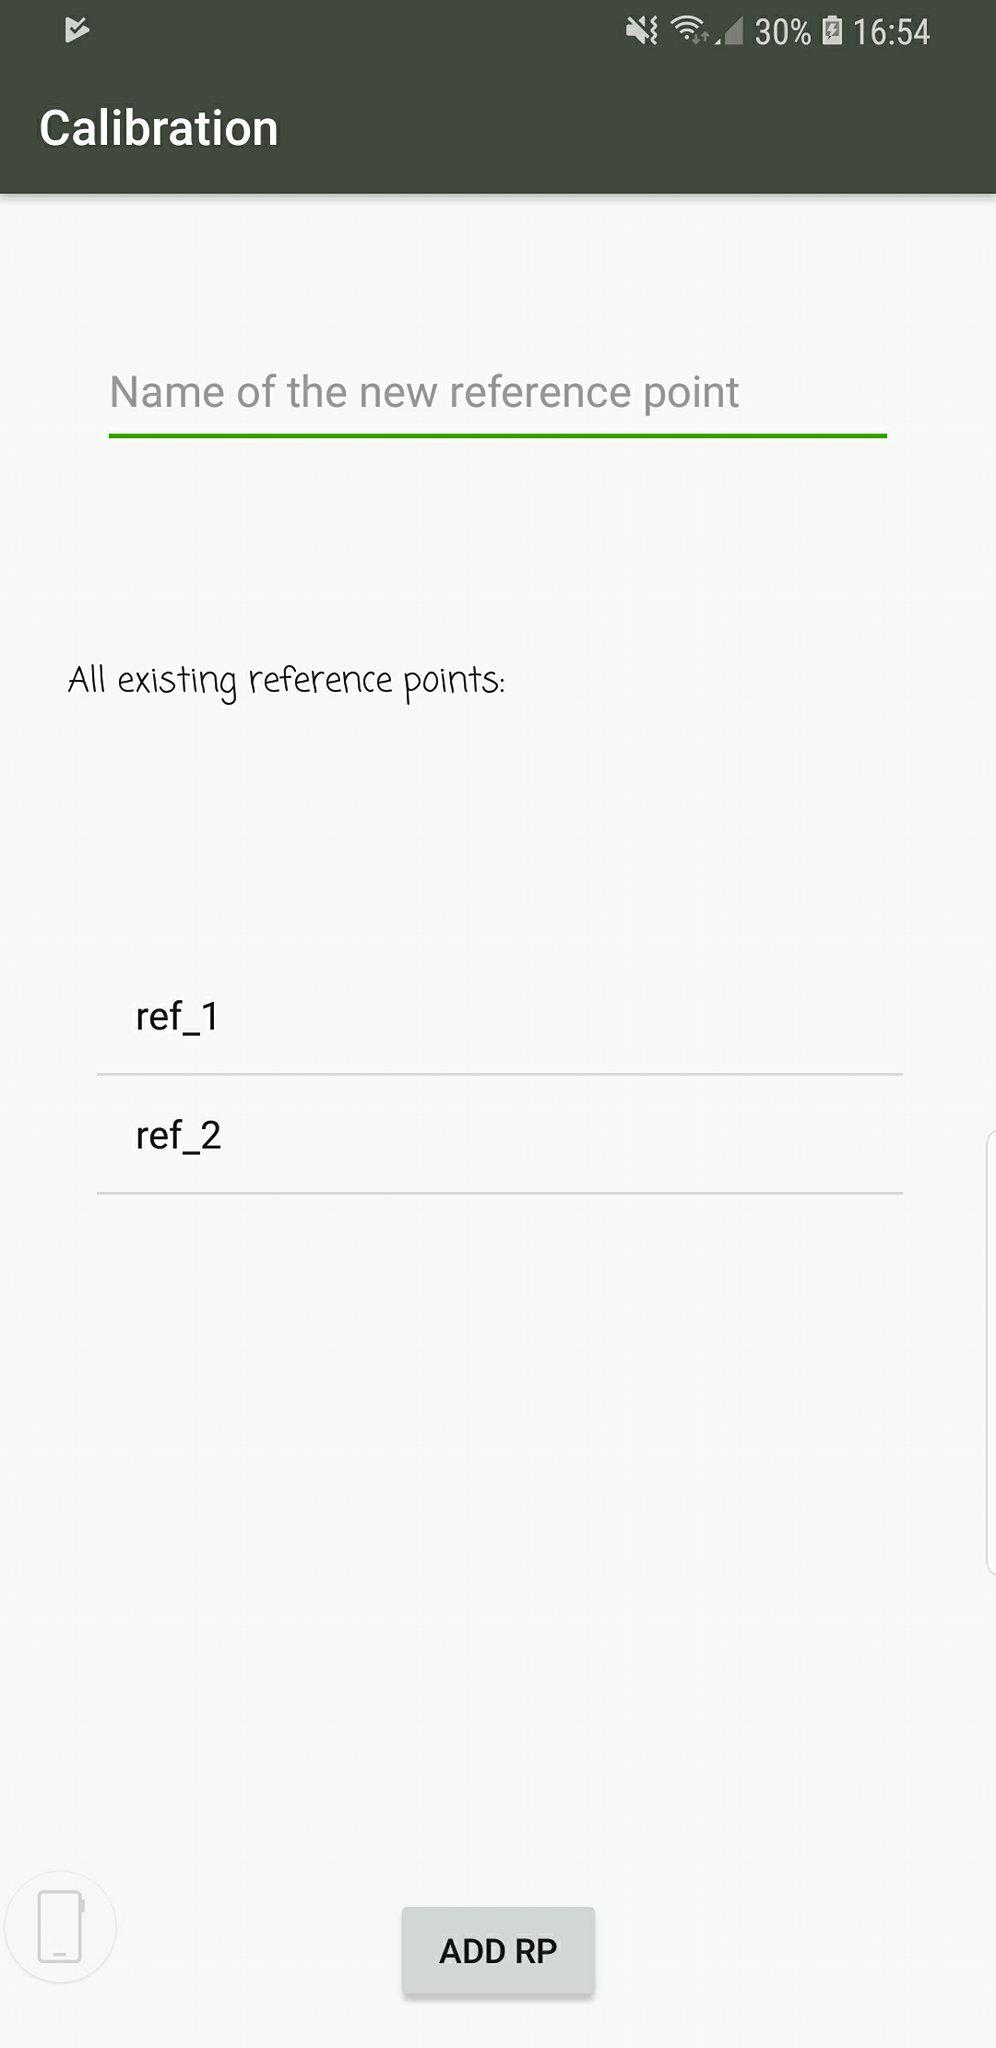 30% 16:54
Calibration
Name of the new reference point
All existing reference points:
ref_1
ref_2
ADD RP